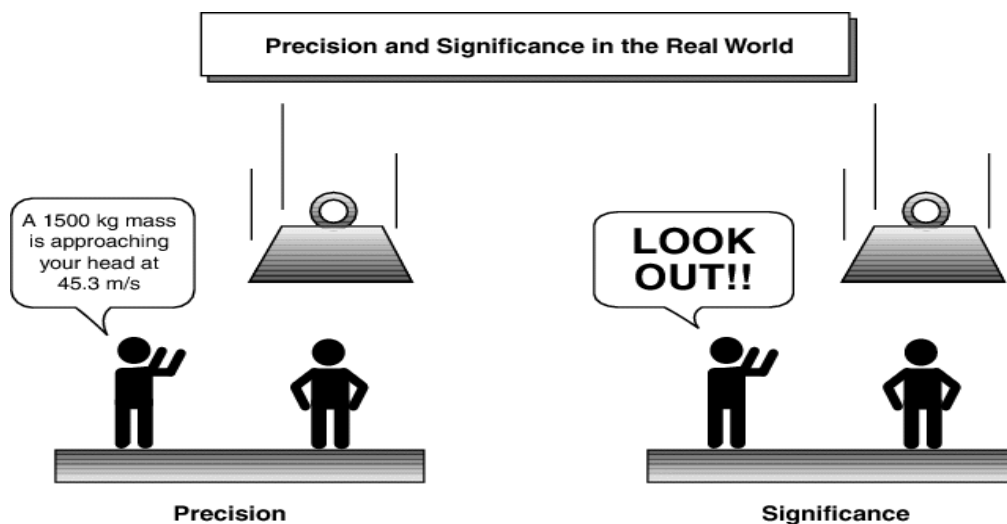 Precision and Significance in the Real World
A 1500 kg mass
is approaching
your head at
45.3 m/s
LOOK
OUT!!
Precision
Significance